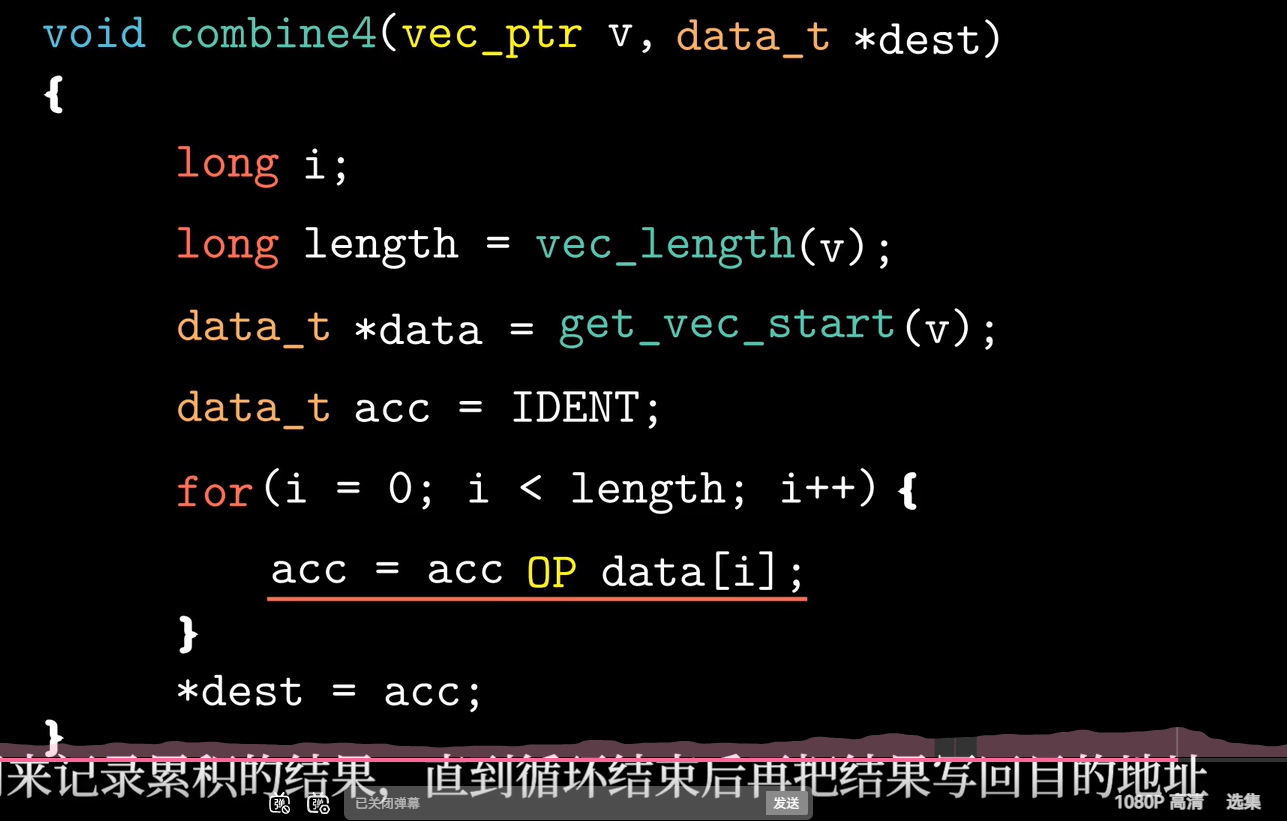 void combine4(vec_ptr v, data_t *dest)
{
long i;
long length = vec_length(v);
data_t *data = get_vec_start(v);
data_t acc = IDENT;
for(i = 0; i < length; i++){
acc = acc OP data[i];
}
*dest = acc;
}
来记录累积的结果，直到循环结束后再把结果写回目的地址
已关闭弹幕 发送 1080P 高清 选集